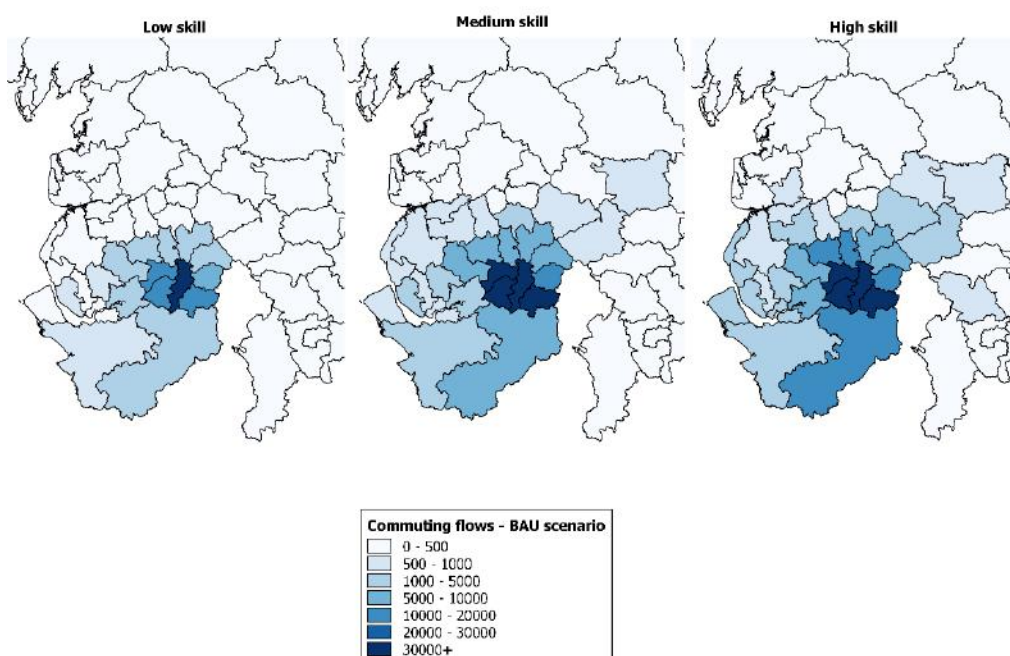 Low skill
Medium skill
High skill
Commuting flows - BAU scenario
0 - 500
500 - 1000
1000 - 5000
5000 - 10000
10000 - 20000
20000 - 30000
30000+